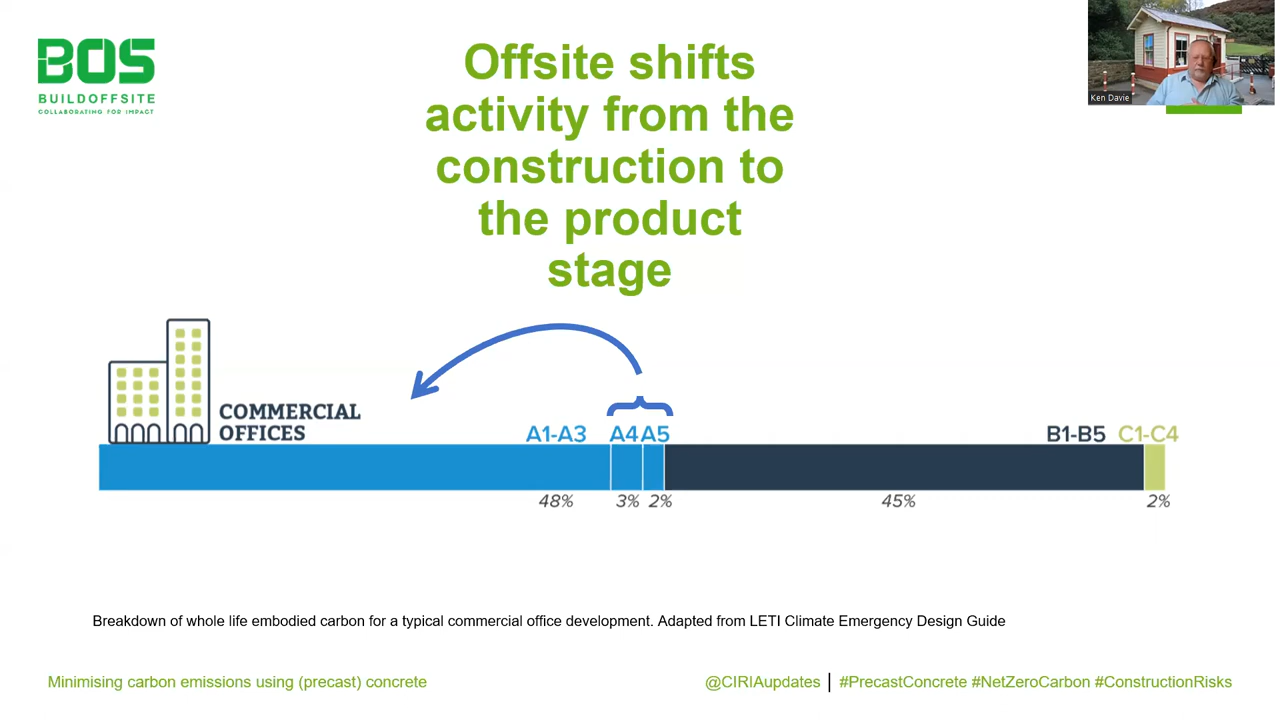 BOS
BUILDOFFSITE
COLLABORATING FOR IMPACT
Offsite shifts
activity from the
construction to
the product
stage
Ken Davie
COMMERCIAL
OFFICES
A1-A3 A4 A5 B1-B5 C1-C4
48% 3% 2% 45% 2%
Breakdown of whole life embodied carbon for a typical commercial office development. Adapted from LETI Climate Emergency Design Guide
Minimising carbon emissions using (precast) concrete
@CIRIAupdates | #PrecastConcrete #NetZeroCarbon #ConstructionRisks